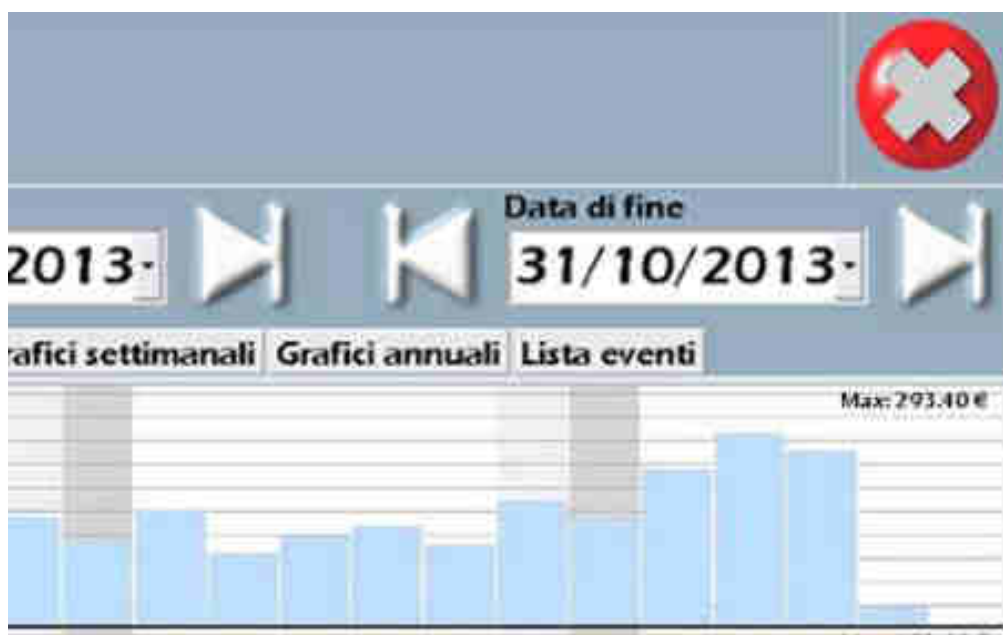 Data di fine
2013
31/10/2013
rafici settimanali
Grafici annuali
Lista eventi
Max: 293.40 €